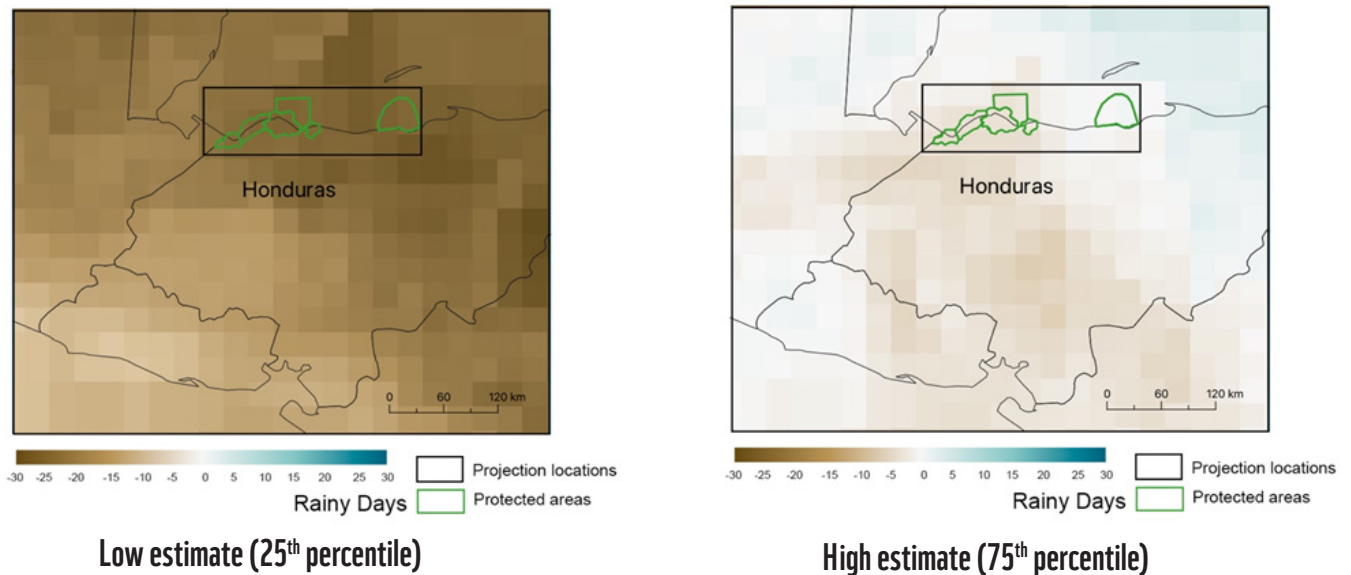 Honduras
0 60 120 km
-30 -25 -20 -15 -10 -5 0 5 10 15 20 25 30
Rainy Days
Projection locations
Protected areas
Low estimate (25th percentile)
Honduras
0 60 120 km
-30 -25 -20 -15 -10 -5 0 5 10 15 20 25 30
Rainy Days
Projection locations
Protected areas
High estimate (75th percentile)